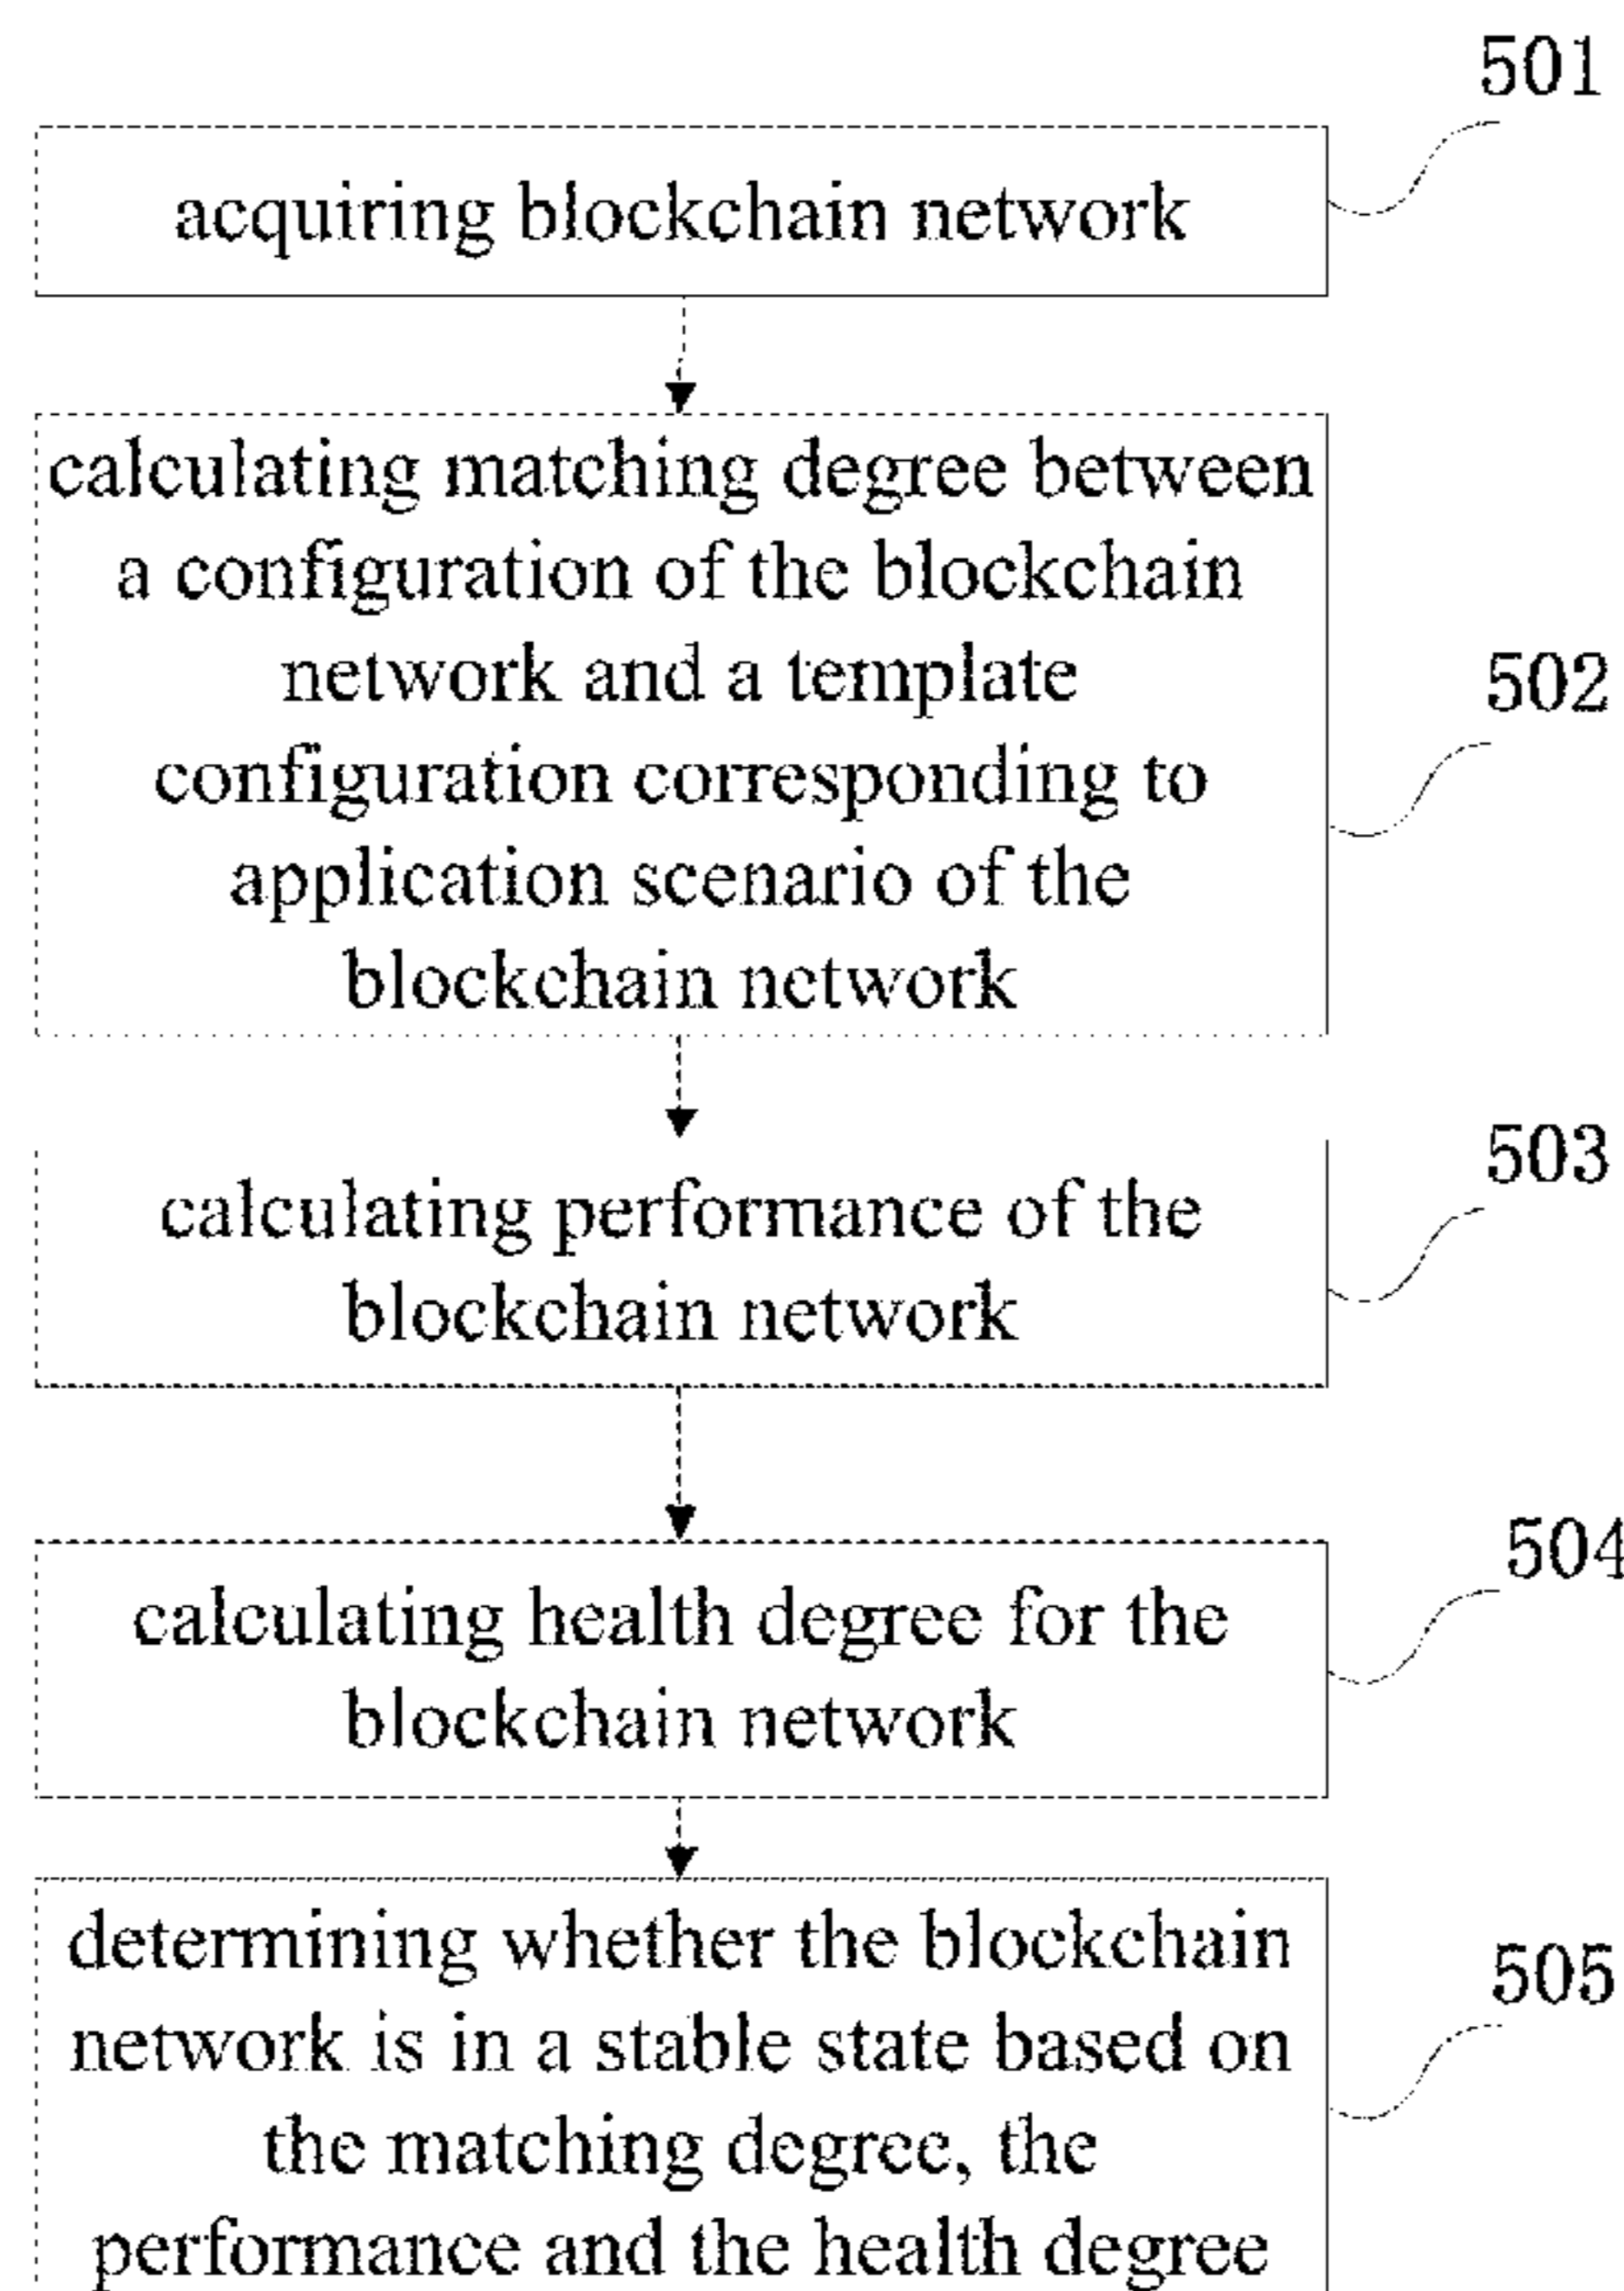 501
acquiring blockchain network
calculating matching degree between
a configuration of the blockchain
network and a template
502
configuration corresponding to
application scenario of the
blockchain network
503
calculating performance of the
blockchain network
504
calculating health degree for the
blockchain network
determining whether the blockchain
505
network is in a stable state based on
the matching degree, the
performance and the health degree